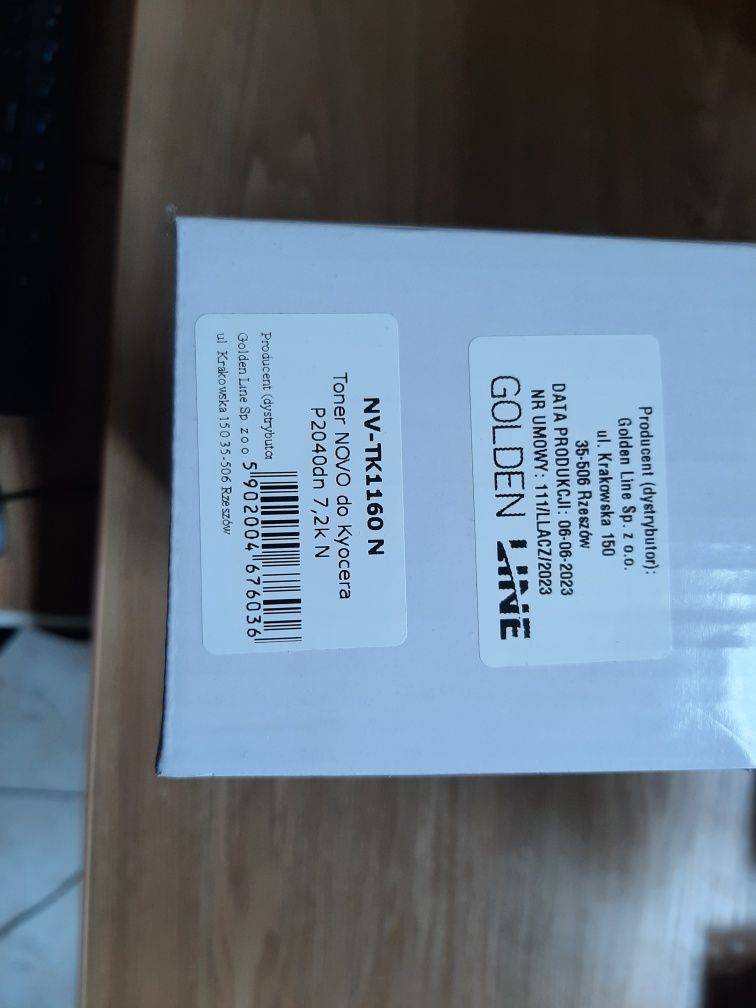 NV-TK1160 N
Toner NOVO do Kyocera
P2040dn 7,2k N
5902004676036
Producent (dystrybutor
Golden Line Sp z o o
ul Krakowska 150 35-506 Rzeszów
Producent (dystrybutor):
Golden Line Sp. z o.o.
ul. Krakowska 150
35-506 Rzeszów
DATA PRODUKCJI: 06-06-2023
NR UMOWY: 111/LLACZ/2023
GOLDEN LINE